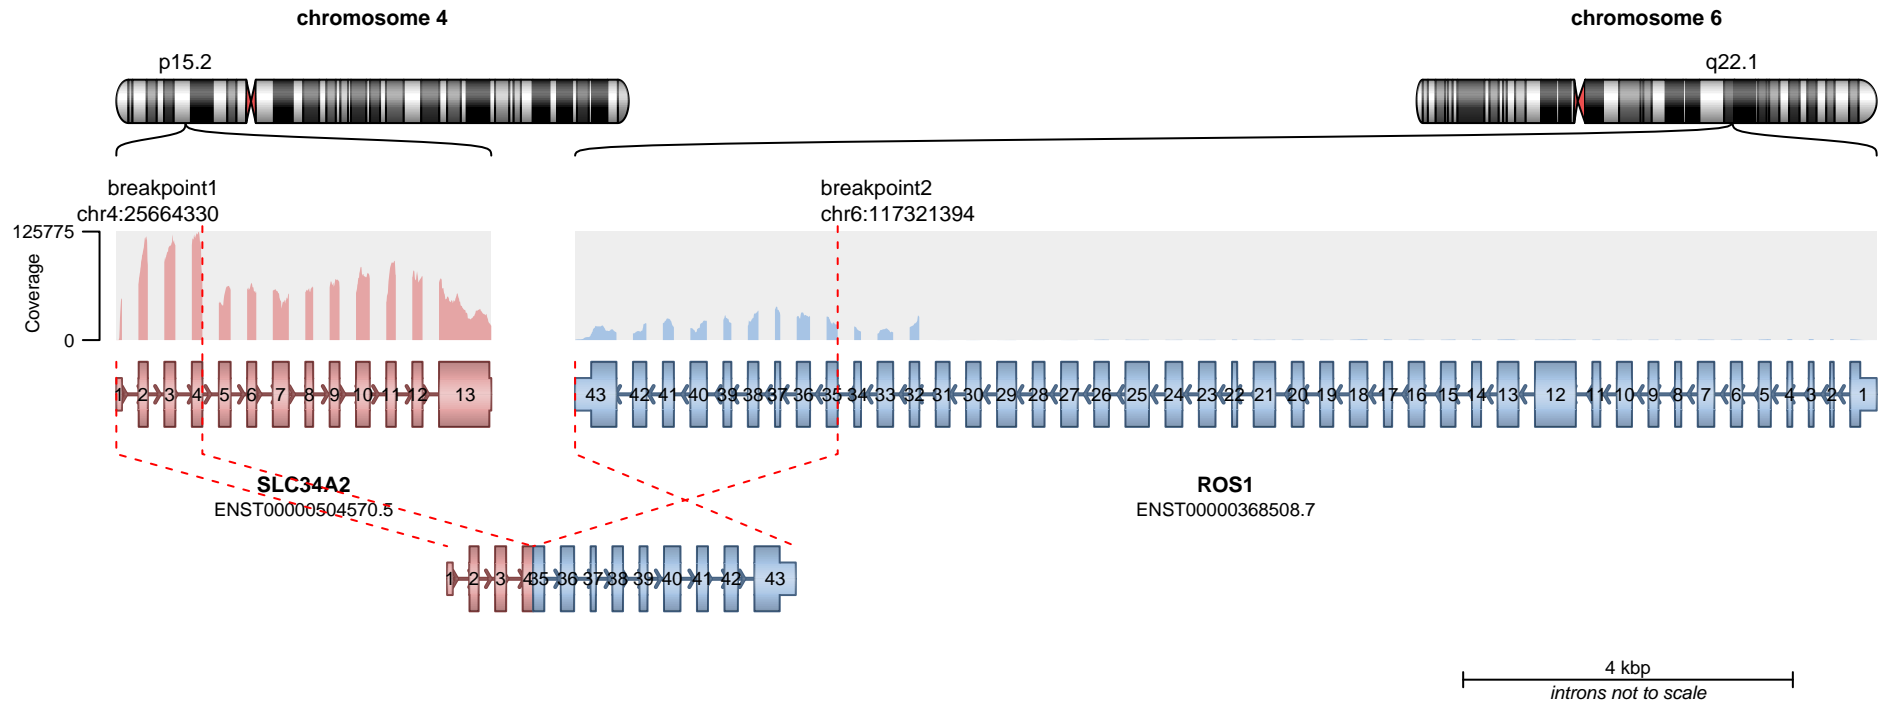 chromosome 4
chromosome 6
p15.2
q22.1
breakpoint1
chr4:25664330
breakpoint2
chr6:117321394
125775
Coverage
0
1 2 3 4 5 6 7 8 9 10 11 12 13
43 42 41 40 39 38 37 36 35 34 33 32 31 30 29 28 27 26 25 24 23 22 21 20 19 18 17 16 15 14 13 12 11 10 9 8 7 6 5 4 3 2 1
SLC34A2
ENST00000504570.5
ROS1
ENST00000368508.7
1 2 3 4 35 36 37 38 39 40 41 42 43
4 kbp
introns not to scale